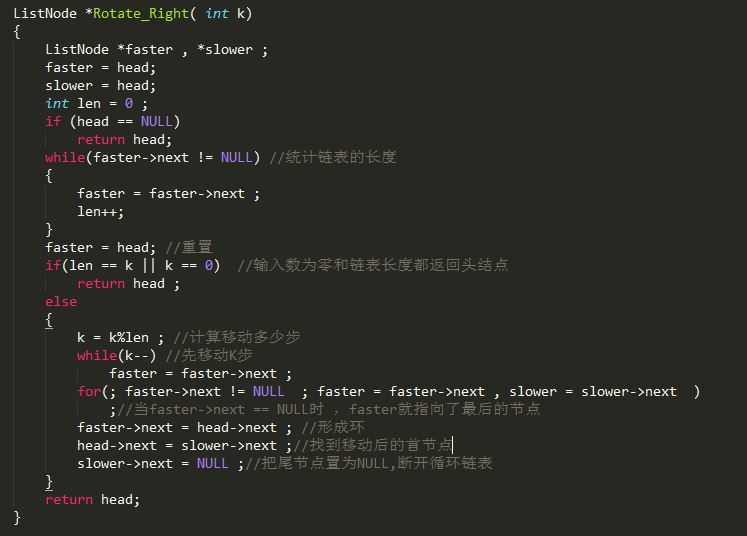 ListNode *Rotate_Right( int k)
{
ListNode *faster , *slower ;
faster = head;
slower = head;
int len = 0 ;
if (head == NULL)
return head;
while(faster->next != NULL) //统计链表的长度
{
faster = faster->next ;
len++;
}
faster = head; //重置
if(len == k || k == 0)  //输入数为零和链表长度都返回头结点
return head ;
else
{
k = k%len ; //计算移动多少步
while(k--) //先移动K步
faster = faster->next ;
for(; faster->next != NULL  ; faster = faster->next , slower = slower->next  )
;//当faster->next == NULL时 ，faster就指向了最后的节点
faster->next = head->next ; //形成环
head->next = slower->next ;//找到移动后的首节点
slower->next = NULL ;//把尾节点置为NULL,断开循环链表
}
return head;
}